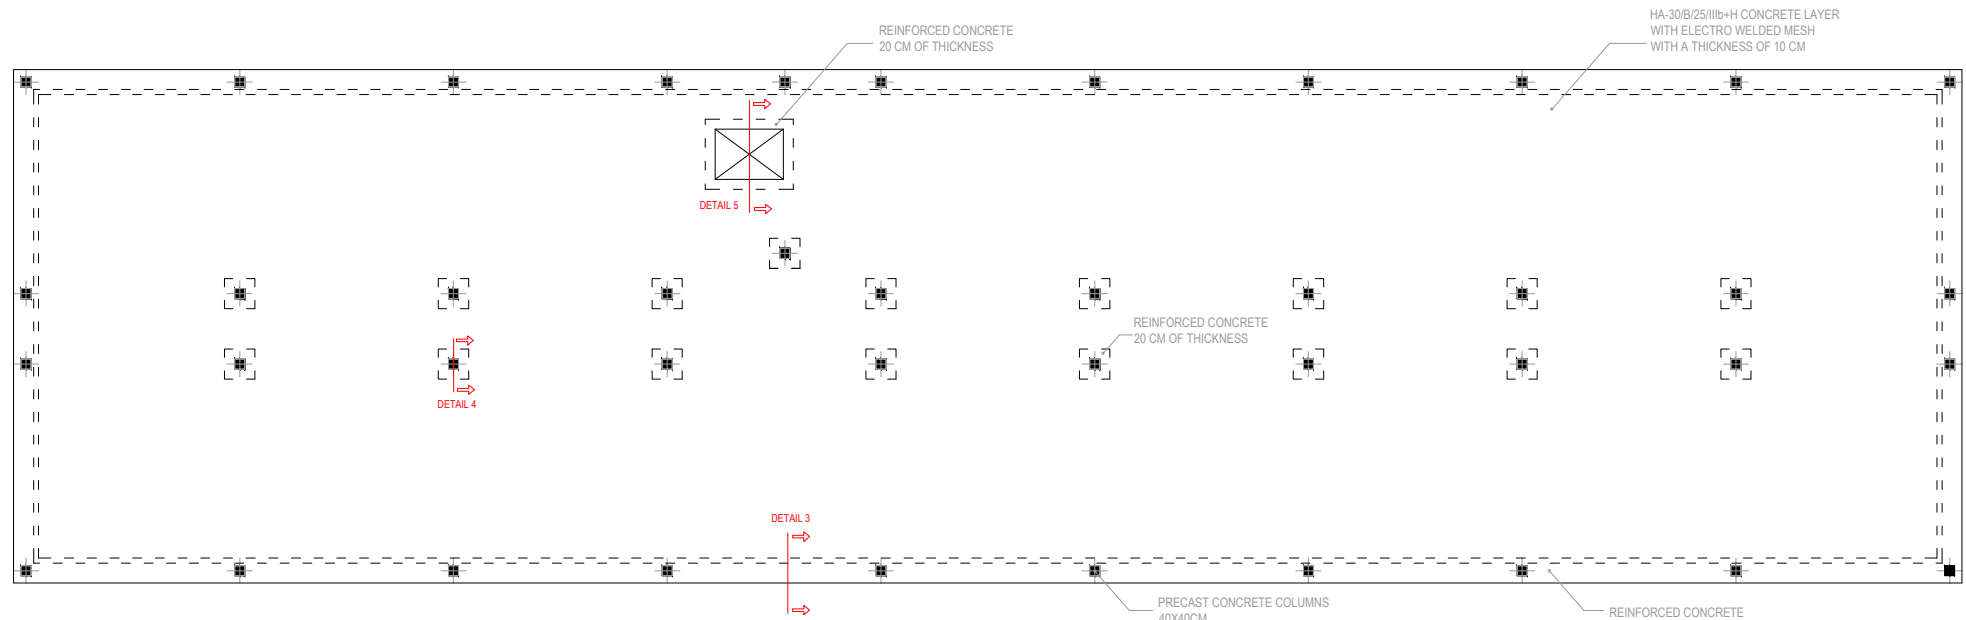 HA-30/B/25/IIIb+H CONCRETE LAYER
WITH ELECTRO WELDED MESH
WITH A THICKNESS OF 10 CM
REINFORCED CONCRETE
20 CM OF THICKNESS
DETAIL 5
REINFORCED CONCRETE
20 CM OF THICKNESS
DETAIL 4
DETAIL 3
PRECAST CONCRETE COLUMNS
40X40CM
REINFORCED CONCRETE